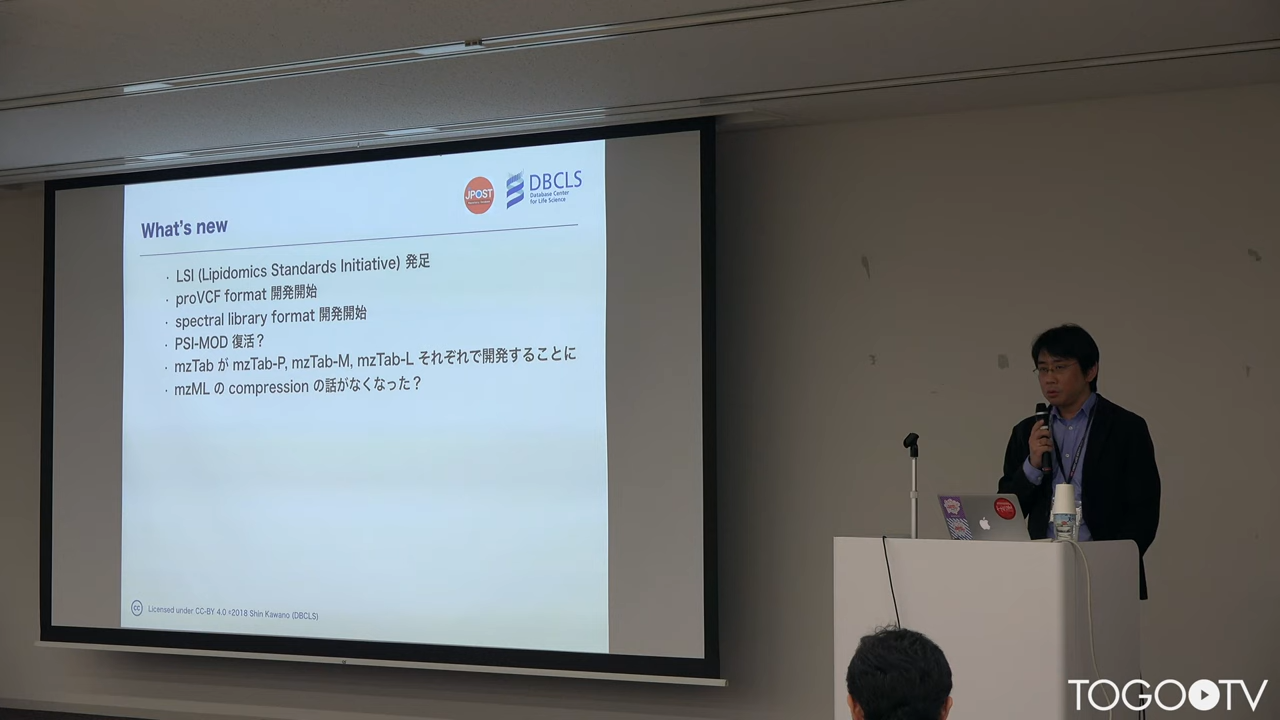 JPOST
DBCLS
Database Center
for Life Science
What's new
· LSI (Lipidomics Standards Initiative) 発足
· proVCF format 開発開始
· spectral library format 開発開始
· PSI-MOD 復活？
· mzTab が mzTab-P, mzTab-M, mzTab-L それぞれで開発することに
· mzML の compression の話がなくなった？
cc Licensed under CC-BY 4.0 ©2018 Shin Kawano (DBCLS)
TOGOTV